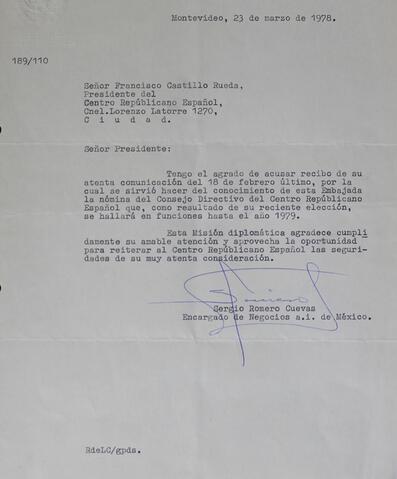 Montevideo, 23 de marzo de 1978.
189/110
Señor Francisco Castillo Rueda,
Presidente del
Centro Repúblicano Español,
Cnel.Lorenzo Latorre 1270,
C i u d a d.
Señor Presidente:
Tengo el agrado de acusar recibo de su
atenta comunicación del 18 de febrero último, por la
cual se sirvió hacer del conocimiento de esta Embajada
la nómina del Consejo Directivo del Centro Repúblicano
Español que, como resultado de su reciente elección,
se hallará en funciones hasta el año 1979.
Esta Misión diplomática agradece cumpli
damente su amable atención y aprovecha la oportunidad
para reiterar al Centro Repúblicano Español las seguri-
dades de su muy atenta consideración.
Sergio Romero Cuevas
Encargado de Negocios a.i. de México.
RdeLC/gpds.